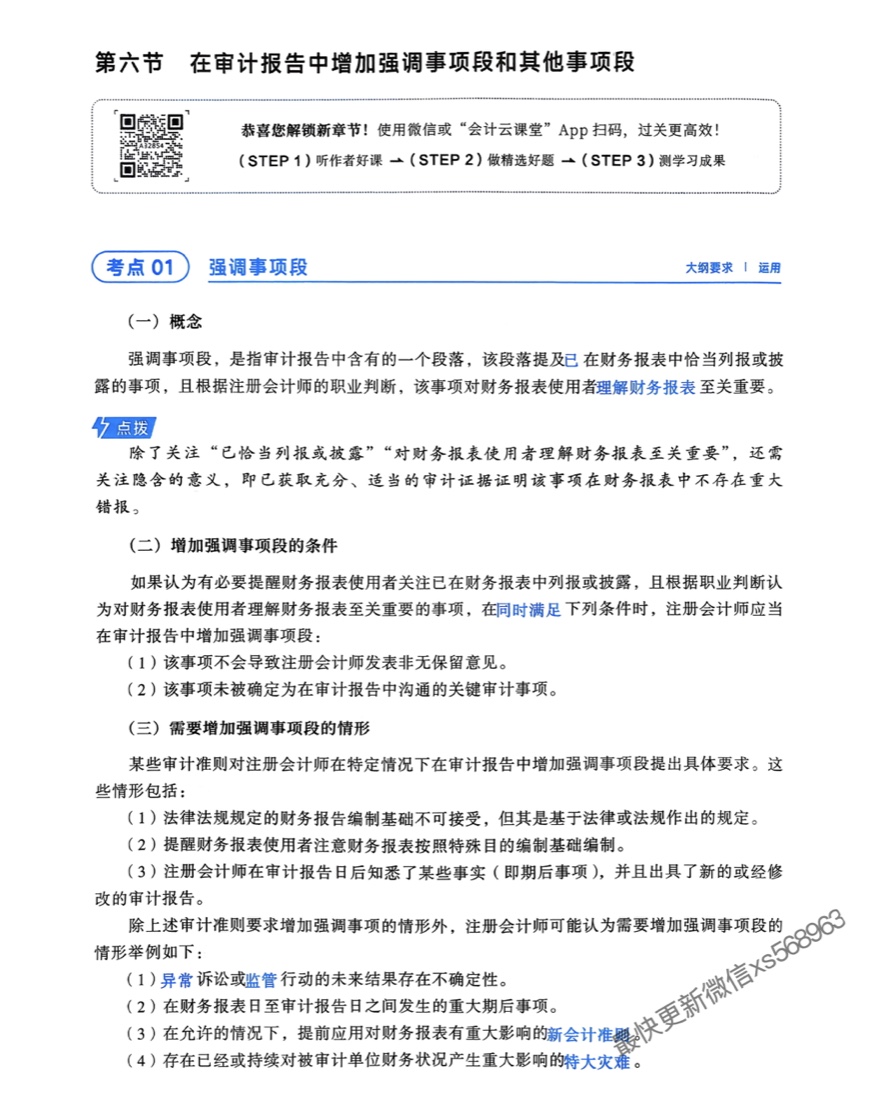 第六节 在审计报告中增加强调事项段和其他事项段
A32854
恭喜您解锁新章节！使用微信或“会计云课堂”App 扫码，过关更高效！
（STEP 1）听作者好课 ⇀（STEP 2）做精选好题 ⇀（STEP 3）测学习成果
考点 01 强调事项段 大纲要求 | 运用
（一）概念
强调事项段，是指审计报告中含有的一个段落，该段落提及已在财务报表中恰当列报或披
露的事项，且根据注册会计师的职业判断，该事项对财务报表使用者理解财务报表至关重要。
点拨
除了关注“已恰当列报或披露”“对财务报表使用者理解财务报表至关重要”，还需
关注隐含的意义，即已获取充分、适当的审计证据证明该事项在财务报表中不存在重大
错报。
（二）增加强调事项段的条件
如果认为有必要提醒财务报表使用者关注已在财务报表中列报或披露，且根据职业判断认
为对财务报表使用者理解财务报表至关重要的事项，在同时满足下列条件时，注册会计师应当
在审计报告中增加强调事项段：
（1）该事项不会导致注册会计师发表非无保留意见。
（2）该事项未被确定为在审计报告中沟通的关键审计事项。
（三）需要增加强调事项段的情形
某些审计准则对注册会计师在特定情况下在审计报告中增加强调事项段提出具体要求。这
些情形包括：
（1）法律法规规定的财务报告编制基础不可接受，但其是基于法律或法规作出的规定。
（2）提醒财务报表使用者注意财务报表按照特殊目的编制基础编制。
（3）注册会计师在审计报告日后知悉了某些事实（即期后事项），并且出具了新的或经修
改的审计报告。
除上述审计准则要求增加强调事项的情形外，注册会计师可能认为需要增加强调事项段的
情形举例如下：
（1）异常诉讼或监管行动的未来结果存在不确定性。
（2）在财务报表日至审计报告日之间发生的重大期后事项。
（3）在允许的情况下，提前应用对财务报表有重大影响的新会计准则。
（4）存在已经或持续对被审计单位财务状况产生重大影响的特大灾难。
最快更新微信xs568963